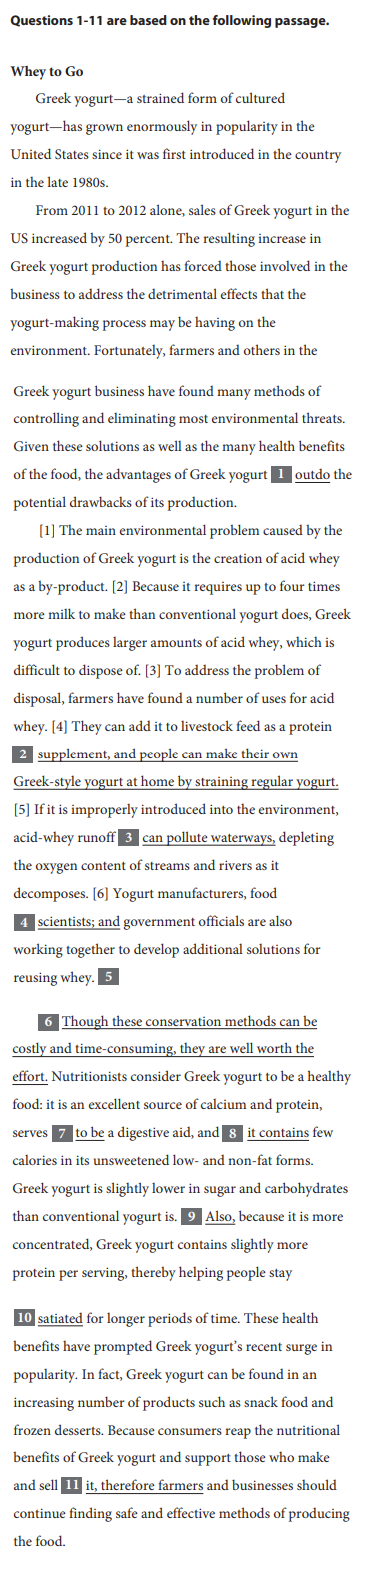 Questions 1-11 are based on the following passage.
Whey to Go
Greek yogurt—a strained form of cultured
yogurt—has grown enormously in popularity in the
United States since it was first introduced in the country
in the late 1980s.
From 2011 to 2012 alone, sales of Greek yogurt in the
US increased by 50 percent. The resulting increase in
Greek yogurt production has forced those involved in the
business to address the detrimental effects that the
yogurt-making process may be having on the
environment. Fortunately, farmers and others in the
Greek yogurt business have found many methods of
controlling and eliminating most environmental threats.
Given these solutions as well as the many health benefits
of the food, the advantages of Greek yogurt 1 outdo the
potential drawbacks of its production.
[1] The main environmental problem caused by the
production of Greek yogurt is the creation of acid whey
as a by-product. [2] Because it requires up to four times
more milk to make than conventional yogurt does, Greek
yogurt produces larger amounts of acid whey, which is
difficult to dispose of. [3] To address the problem of
disposal, farmers have found a number of uses for acid
whey. [4] They can add it to livestock feed as a protein
2 supplement, and people can make their own
Greek-style yogurt at home by straining regular yogurt.
[5] If it is improperly introduced into the environment,
acid-whey runoff 3 can pollute waterways, depleting
the oxygen content of streams and rivers as it
decomposes. [6] Yogurt manufacturers, food
4 scientists; and government officials are also
working together to develop additional solutions for
reusing whey. 5
6 Though these conservation methods can be
costly and time-consuming, they are well worth the
effort. Nutritionists consider Greek yogurt to be a healthy
food: it is an excellent source of calcium and protein,
serves 7 to be a digestive aid, and 8 it contains few
calories in its unsweetened low- and non-fat forms.
Greek yogurt is slightly lower in sugar and carbohydrates
than conventional yogurt is. 9 Also, because it is more
concentrated, Greek yogurt contains slightly more
protein per serving, thereby helping people stay
10 satiated for longer periods of time. These health
benefits have prompted Greek yogurt's recent surge in
popularity. In fact, Greek yogurt can be found in an
increasing number of products such as snack food and
frozen desserts. Because consumers reap the nutritional
benefits of Greek yogurt and support those who make
and sell 11 it, therefore farmers and businesses should
continue finding safe and effective methods of producing
the food.